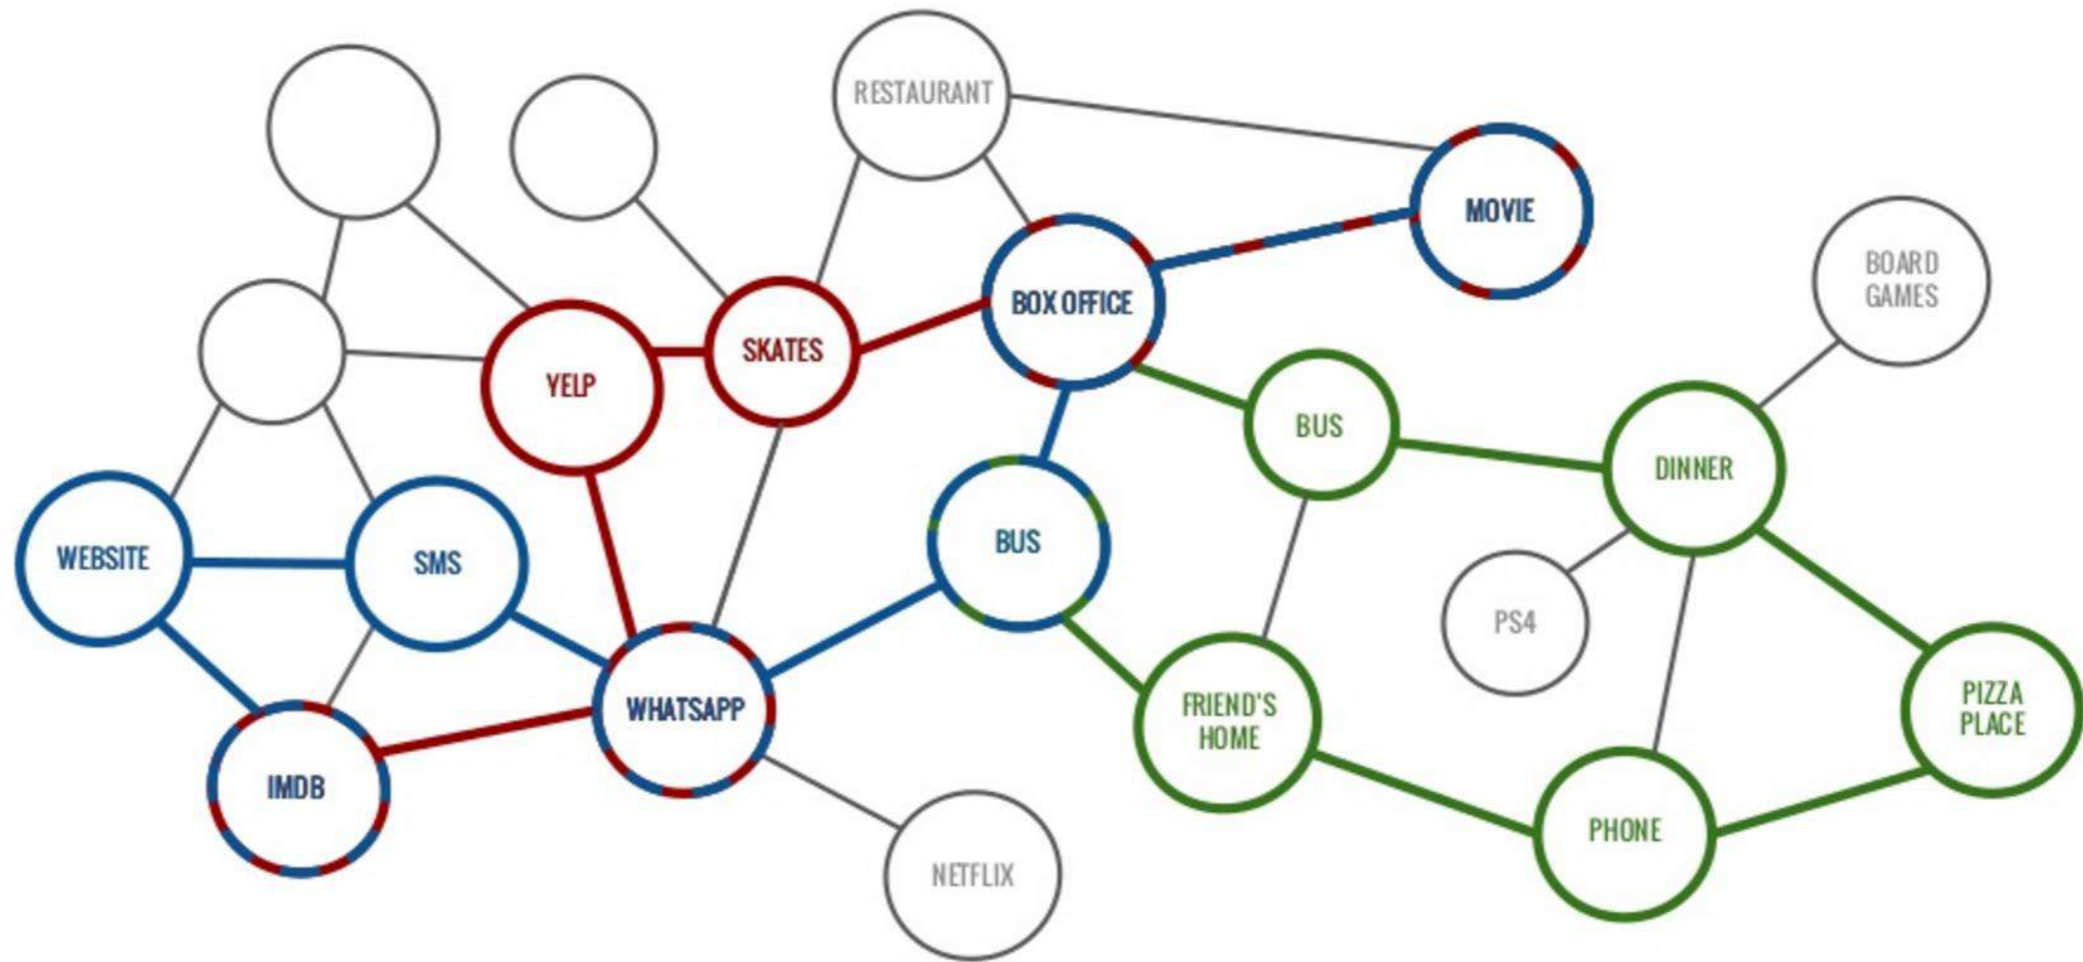 RESTAURANT
MOVIE
BOARD
GAMES
BOX OFFICE
SKATES
YELP
BUS
DINNER
WEBSITE
SMS
BUS
PS4
WHATSAPP
FRIEND'S
HOME
PIZZA
PLACE
IMDB
PHONE
NETFLIX